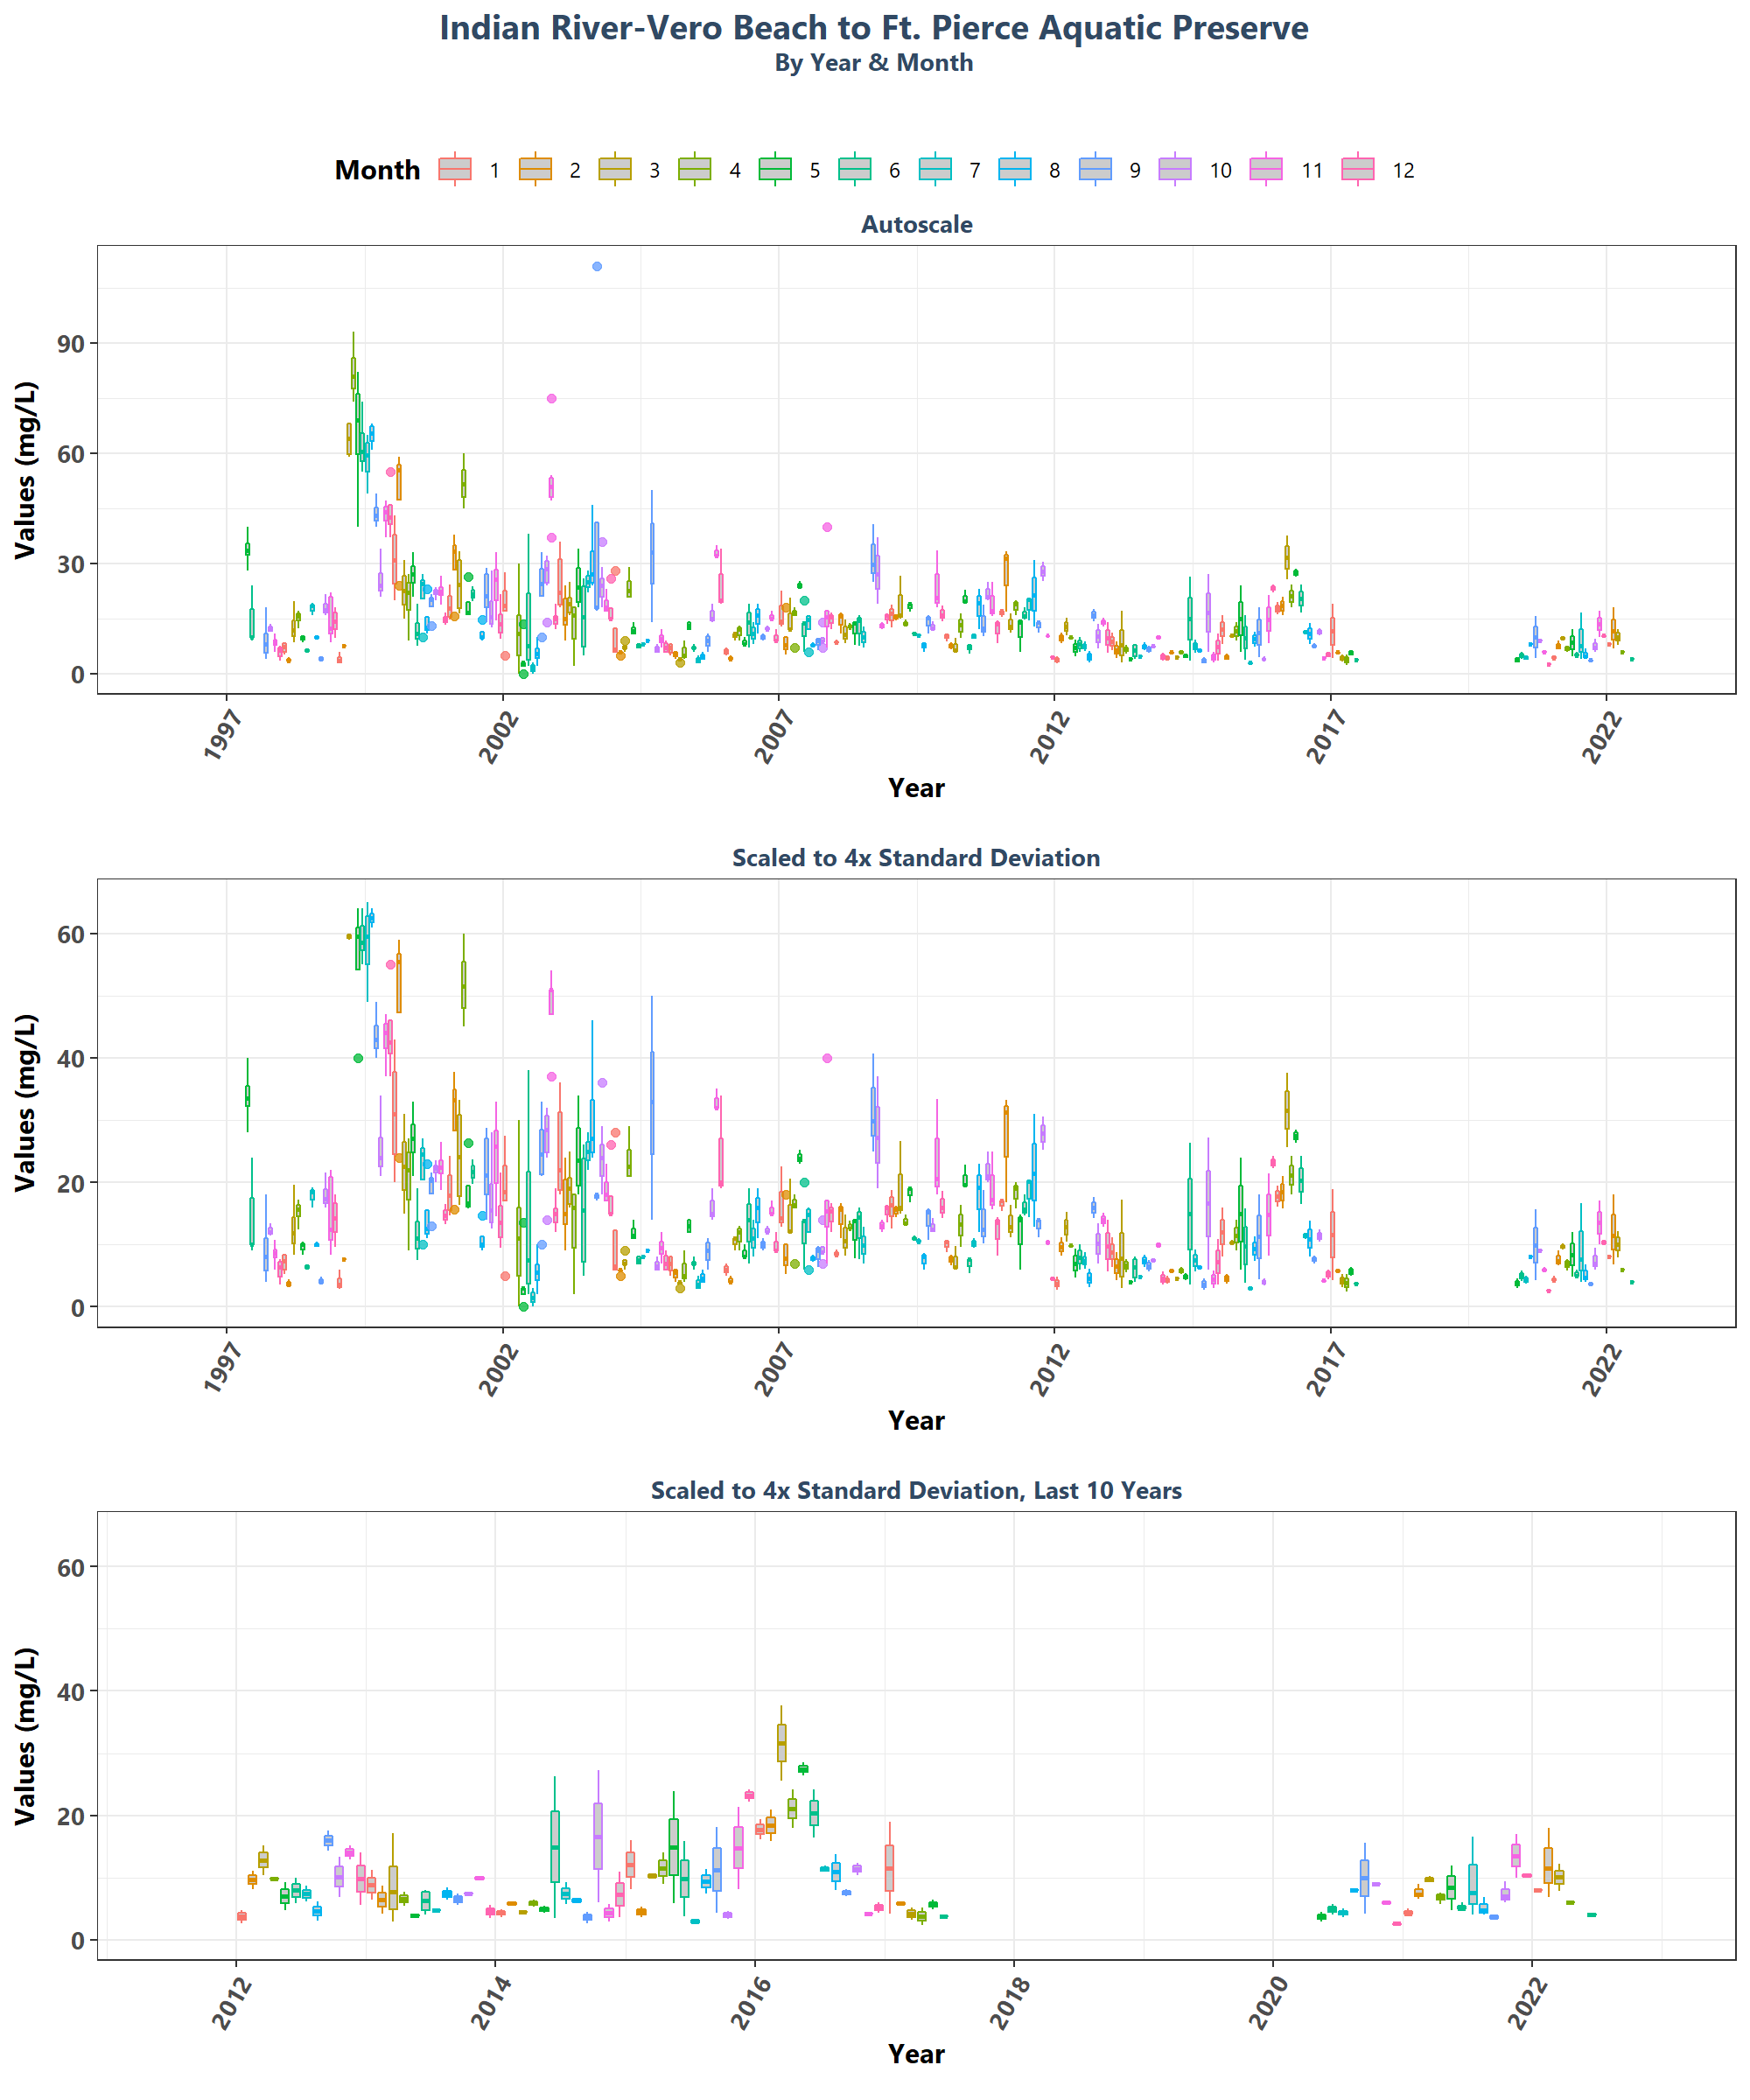 Indian River-Vero Beach to Ft. Pierce Aquatic Preserve
By Year & Month
Month 1 2 3 4 5 6 7 8 9 10 11 12
Autoscale
Values (mg/L)
90
60
30
0
1997 2002 2007 2012 2017 2022
Year
Scaled to 4x Standard Deviation
Values (mg/L)
60
40
20
0
1997 2002 2007 2012 2017 2022
Year
Scaled to 4x Standard Deviation, Last 10 Years
Values (mg/L)
60
40
20
0
2012 2014 2016 2018 2020 2022
Year